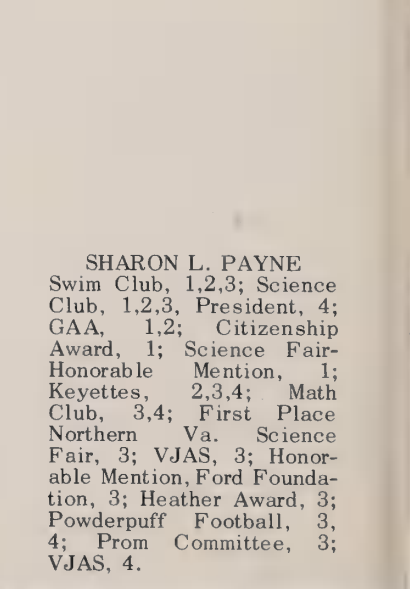 SHARON L. PAYNE
Swim Club, 1,2,3; Science
Club, 1,2,3, President, 4;
GAA, 1,2; Citizenship
Award, 1; Science Fair-
Honorable Mention, 1;
Keyettes, 2,3,4; Math
Club, 3,4; First Place
Northern Va. Science
Fair, 3; VJAS, 3; Honor-
able Mention, Ford Founda-
tion, 3; Heather Award, 3;
Powderpuff Football, 3,
4; Prom Committee, 3;
VJAS, 4.